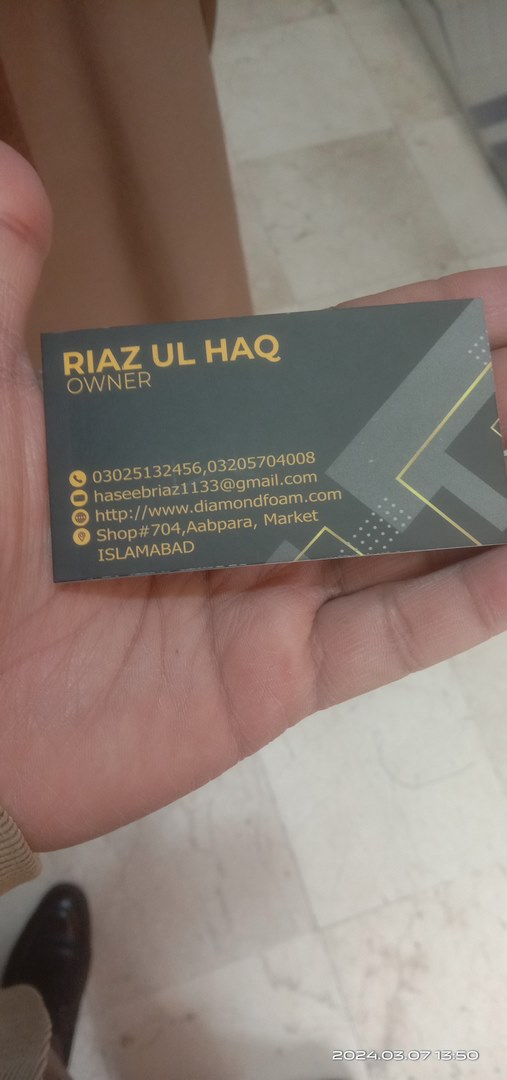 RIAZ UL HAQ
OWNER
03025132456,03205704008
haseebriaz1133@gmail.com
http://www.diamondfoam.com
Shop#704,Aabpara, Market
ISLAMABAD
2024.03.07 13:50